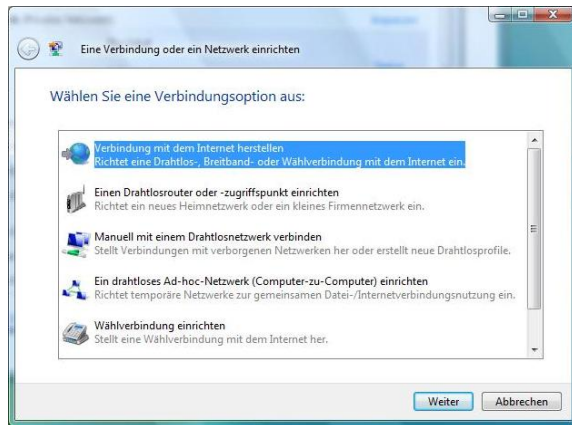 Eine Verbindung oder ein Netzwerk einrichten
Wählen Sie eine Verbindungsoption aus:
Verbindung mit dem Internet herstellen
Richtet eine Drahtlos-, Breitband- oder Wählverbindung mit dem Internet ein.
Einen Drahtlosrouter oder -zugriffspunkt einrichten
Richtet ein neues Heimnetzwerk oder ein kleines Firmennetzwerk ein.
Manuell mit einem Drahtlosnetzwerk verbinden
Stellt Verbindungen mit verborgenen Netzwerken her oder erstellt neue Drahtlosprofile.
Ein drahtloses Ad-hoc-Netzwerk (Computer-zu-Computer) einrichten
Richtet temporäre Netzwerke zur gemeinsamen Datei-/Internetverbindungsnutzung ein.
Wählverbindung einrichten
Stellt eine Wählverbindung mit dem Internet her.
Weiter
Abbrechen